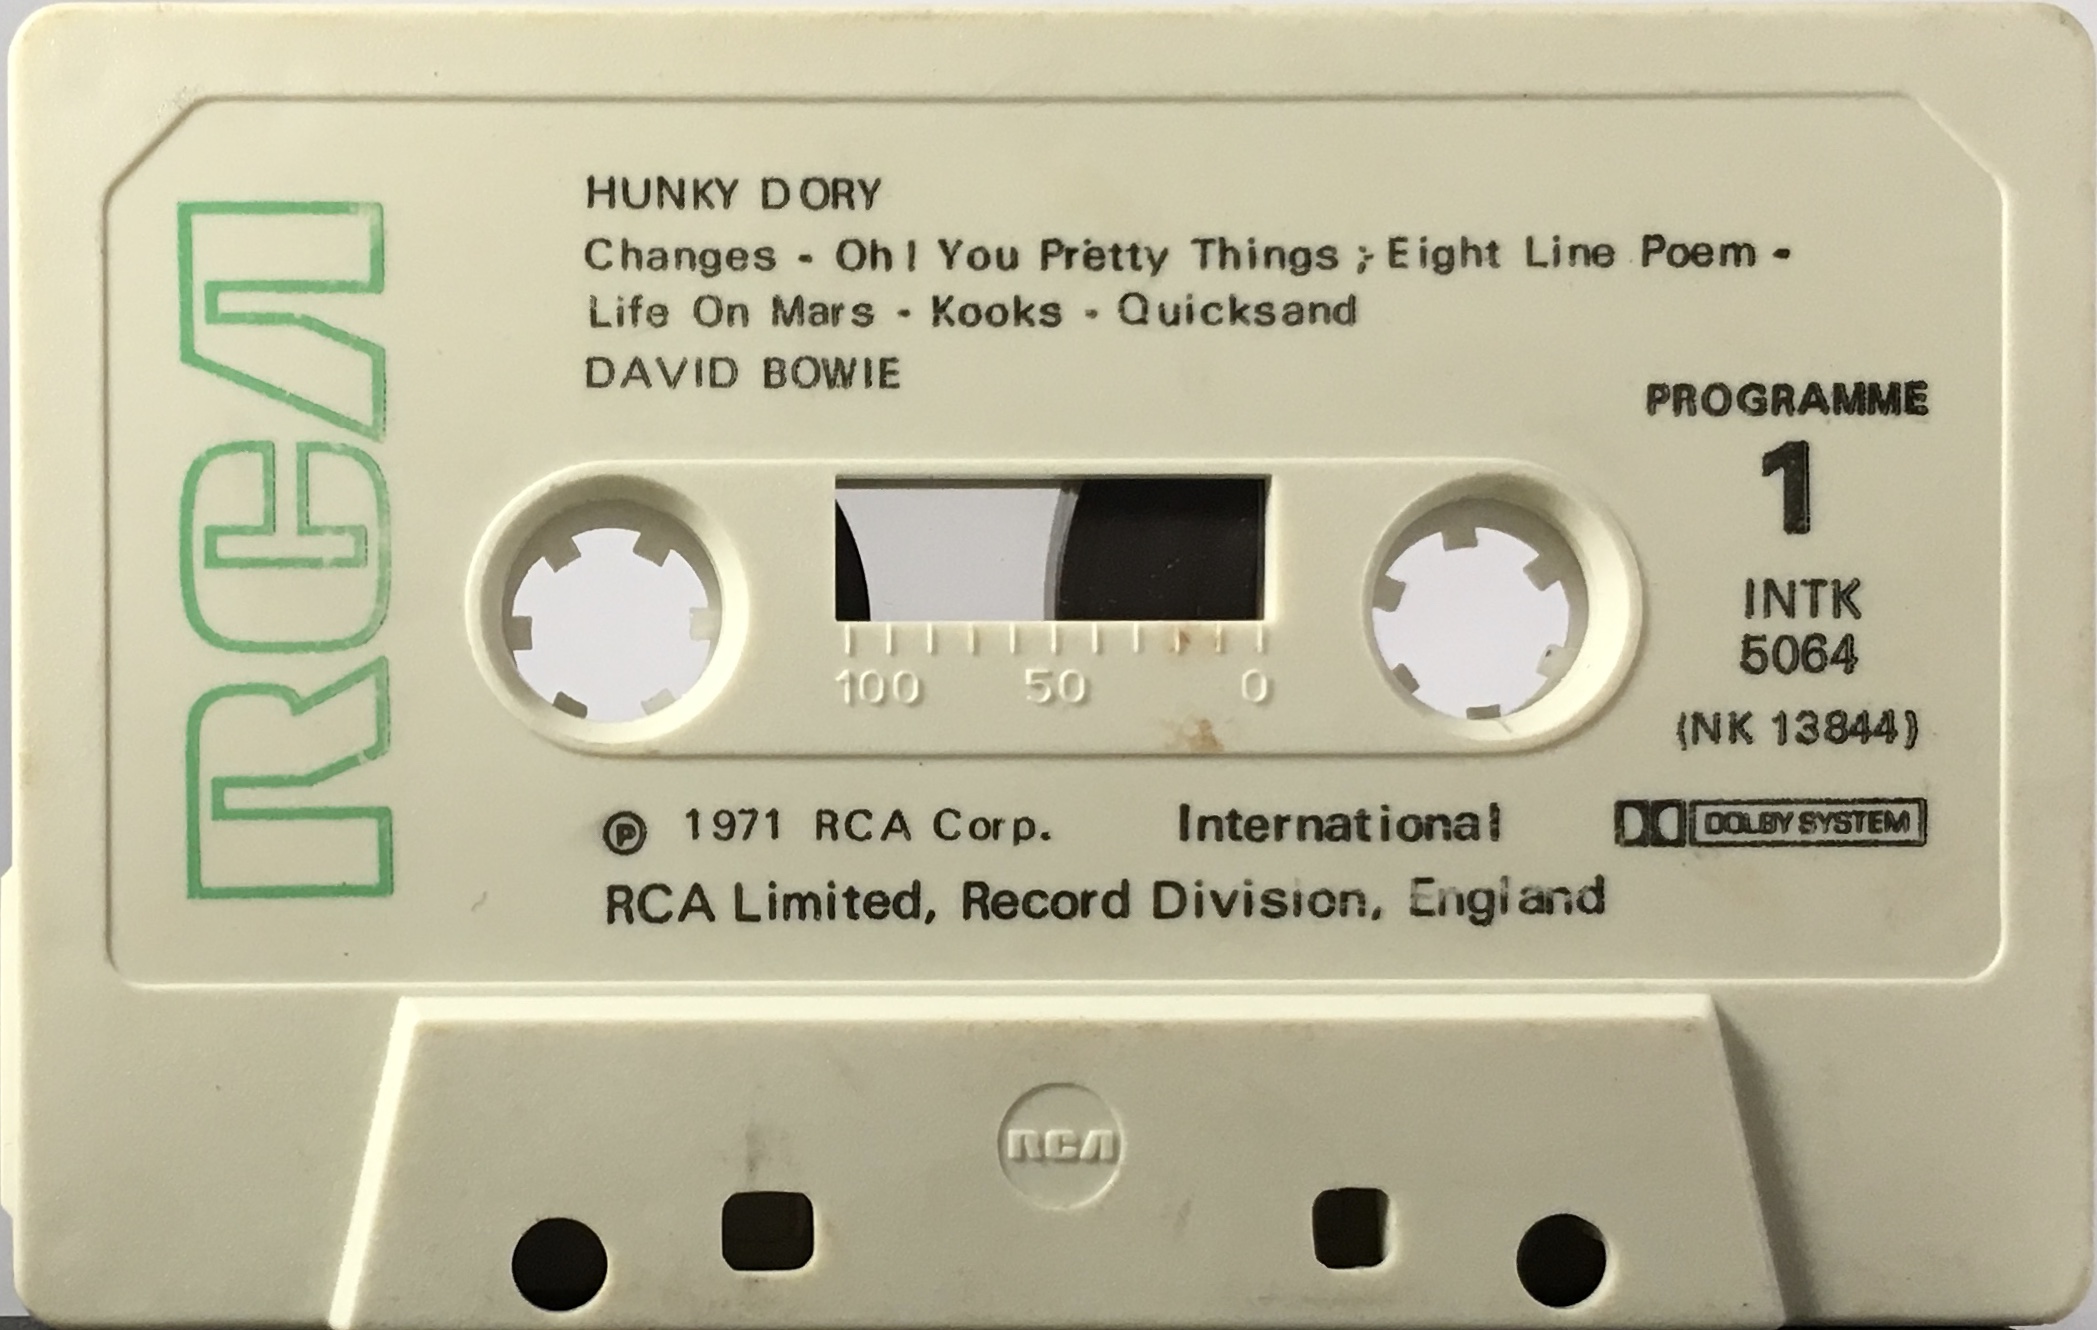 RCA
HUNKY DORY
Changes - Oh! You Pretty Things ; Eight Line Poem -
Life On Mars - Kooks - Quicksand
DAVID BOWIE
PROGRAMME
1
INTK
5064
(NK 13844)
100 50 0
℗ 1971 RCA Corp. International
DOLBY SYSTEM
RCA Limited, Record Division, England
RCA